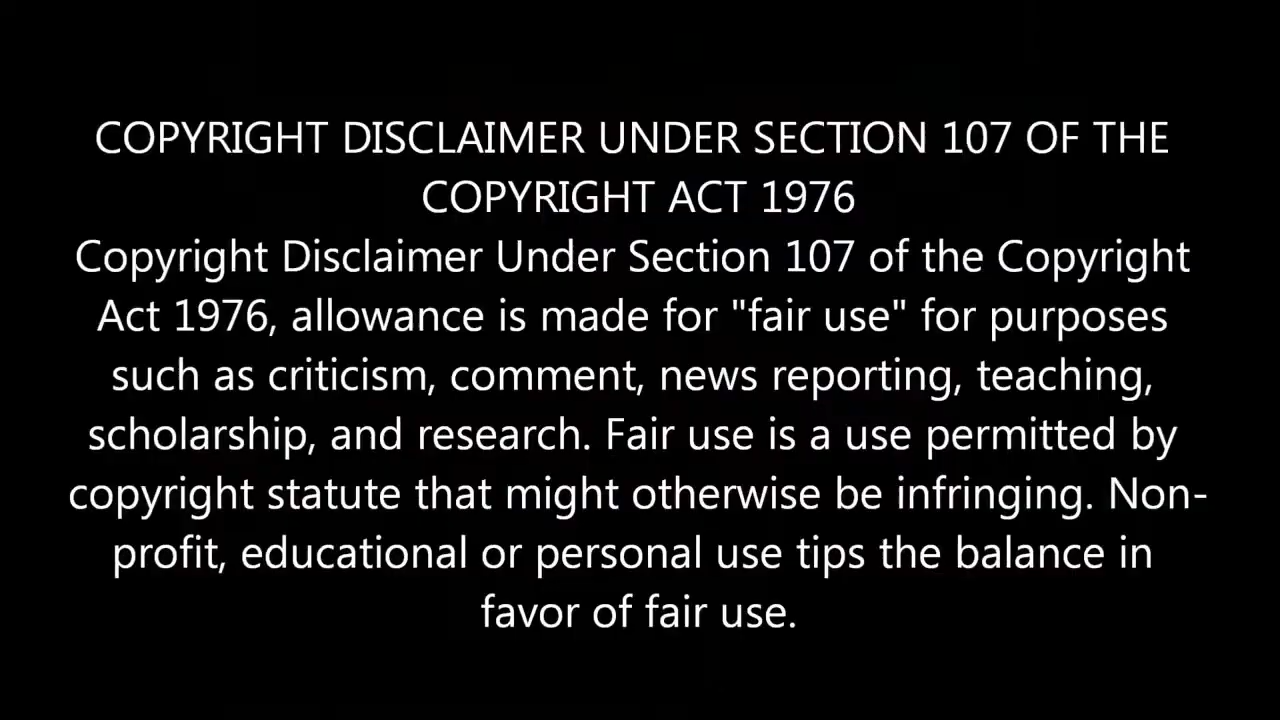 COPYRIGHT DISCLAIMER UNDER SECTION 107 OF THE
COPYRIGHT ACT 1976
Copyright Disclaimer Under Section 107 of the Copyright
Act 1976, allowance is made for "fair use" for purposes
such as criticism, comment, news reporting, teaching,
scholarship, and research. Fair use is a use permitted by
copyright statute that might otherwise be infringing. Non-
profit, educational or personal use tips the balance in
favor of fair use.